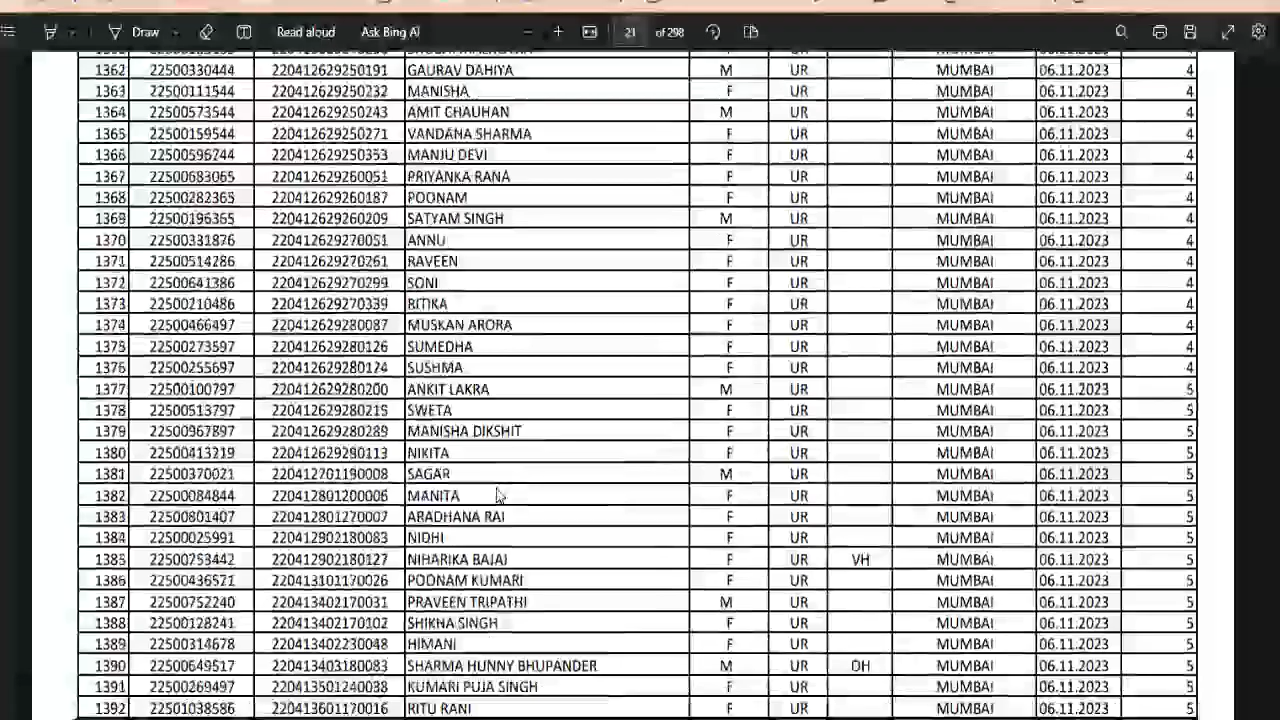 Draw Read aloud Ask Bing AI 21 of 298
1362 22500330444 220412629250191 GAURAV DAHIYA M UR MUMBAI 06.11.2023 4
1363 22500111544 220412629250232 MANISHA F UR MUMBAI 06.11.2023 4
1364 22500573544 220412629250243 AMIT CHAUHAN M UR MUMBAI 06.11.2023 4
1365 22500159544 220412629250271 VANDANA SHARMA F UR MUMBAI 06.11.2023 4
1366 22500596244 220412629250353 MANJU DEVI F UR MUMBAI 06.11.2023 4
1367 22500683065 220412629260051 PRIYANKA RANA F UR MUMBAI 06.11.2023 4
1368 22500282365 220412629260187 POONAM F UR MUMBAI 06.11.2023 4
1369 22500196365 220412629260209 SATYAM SINGH M UR MUMBAI 06.11.2023 4
1370 22500331876 220412629270051 ANNU F UR MUMBAI 06.11.2023 4
1371 22500514286 220412629270261 RAVEEN F UR MUMBAI 06.11.2023 4
1372 22500641386 220412629270299 SONI F UR MUMBAI 06.11.2023 4
1373 22500210486 220412629270339 RITIKA F UR MUMBAI 06.11.2023 4
1374 22500466497 220412629280087 MUSKAN ARORA F UR MUMBAI 06.11.2023 4
1375 22500273597 220412629280126 SUMEDHA F UR MUMBAI 06.11.2023 4
1376 22500255697 220412629280174 SUSHMA F UR MUMBAI 06.11.2023 4
1377 22500100797 220412629280200 ANKIT LAKRA M UR MUMBAI 06.11.2023 5
1378 22500513797 220412629280215 SWETA F UR MUMBAI 06.11.2023 5
1379 22500967897 220412629280289 MANISHA DIKSHIT F UR MUMBAI 06.11.2023 5
1380 22500413219 220412629290113 NIKITA F UR MUMBAI 06.11.2023 5
1381 22500370021 220412701190008 SAGAR M UR MUMBAI 06.11.2023 5
1382 22500084844 220412801200006 MANITA F UR MUMBAI 06.11.2023 5
1383 22500801407 220412801270007 ARADHANA RAI F UR MUMBAI 06.11.2023 5
1384 22500025991 220412902180083 NIDHI F UR MUMBAI 06.11.2023 5
1385 22500753442 220412902180127 NIHARIKA BAJAJ F UR VH MUMBAI 06.11.2023 5
1386 22500436571 220413101170026 POONAM KUMARI F UR MUMBAI 06.11.2023 5
1387 22500752240 220413402170031 PRAVEEN TRIPATHI M UR MUMBAI 06.11.2023 5
1388 22500128241 220413402170102 SHIKHA SINGH F UR MUMBAI 06.11.2023 5
1389 22500314678 220413402230048 HIMANI F UR MUMBAI 06.11.2023 5
1390 22500649517 220413403180083 SHARMA HUNNY BHUPANDER M UR OH MUMBAI 06.11.2023 5
1391 22500269497 220413501240038 KUMARI PUJA SINGH F UR MUMBAI 06.11.2023 5
1392 22501038586 220413601170016 RITU RANI F UR MUMBAI 06.11.2023 5